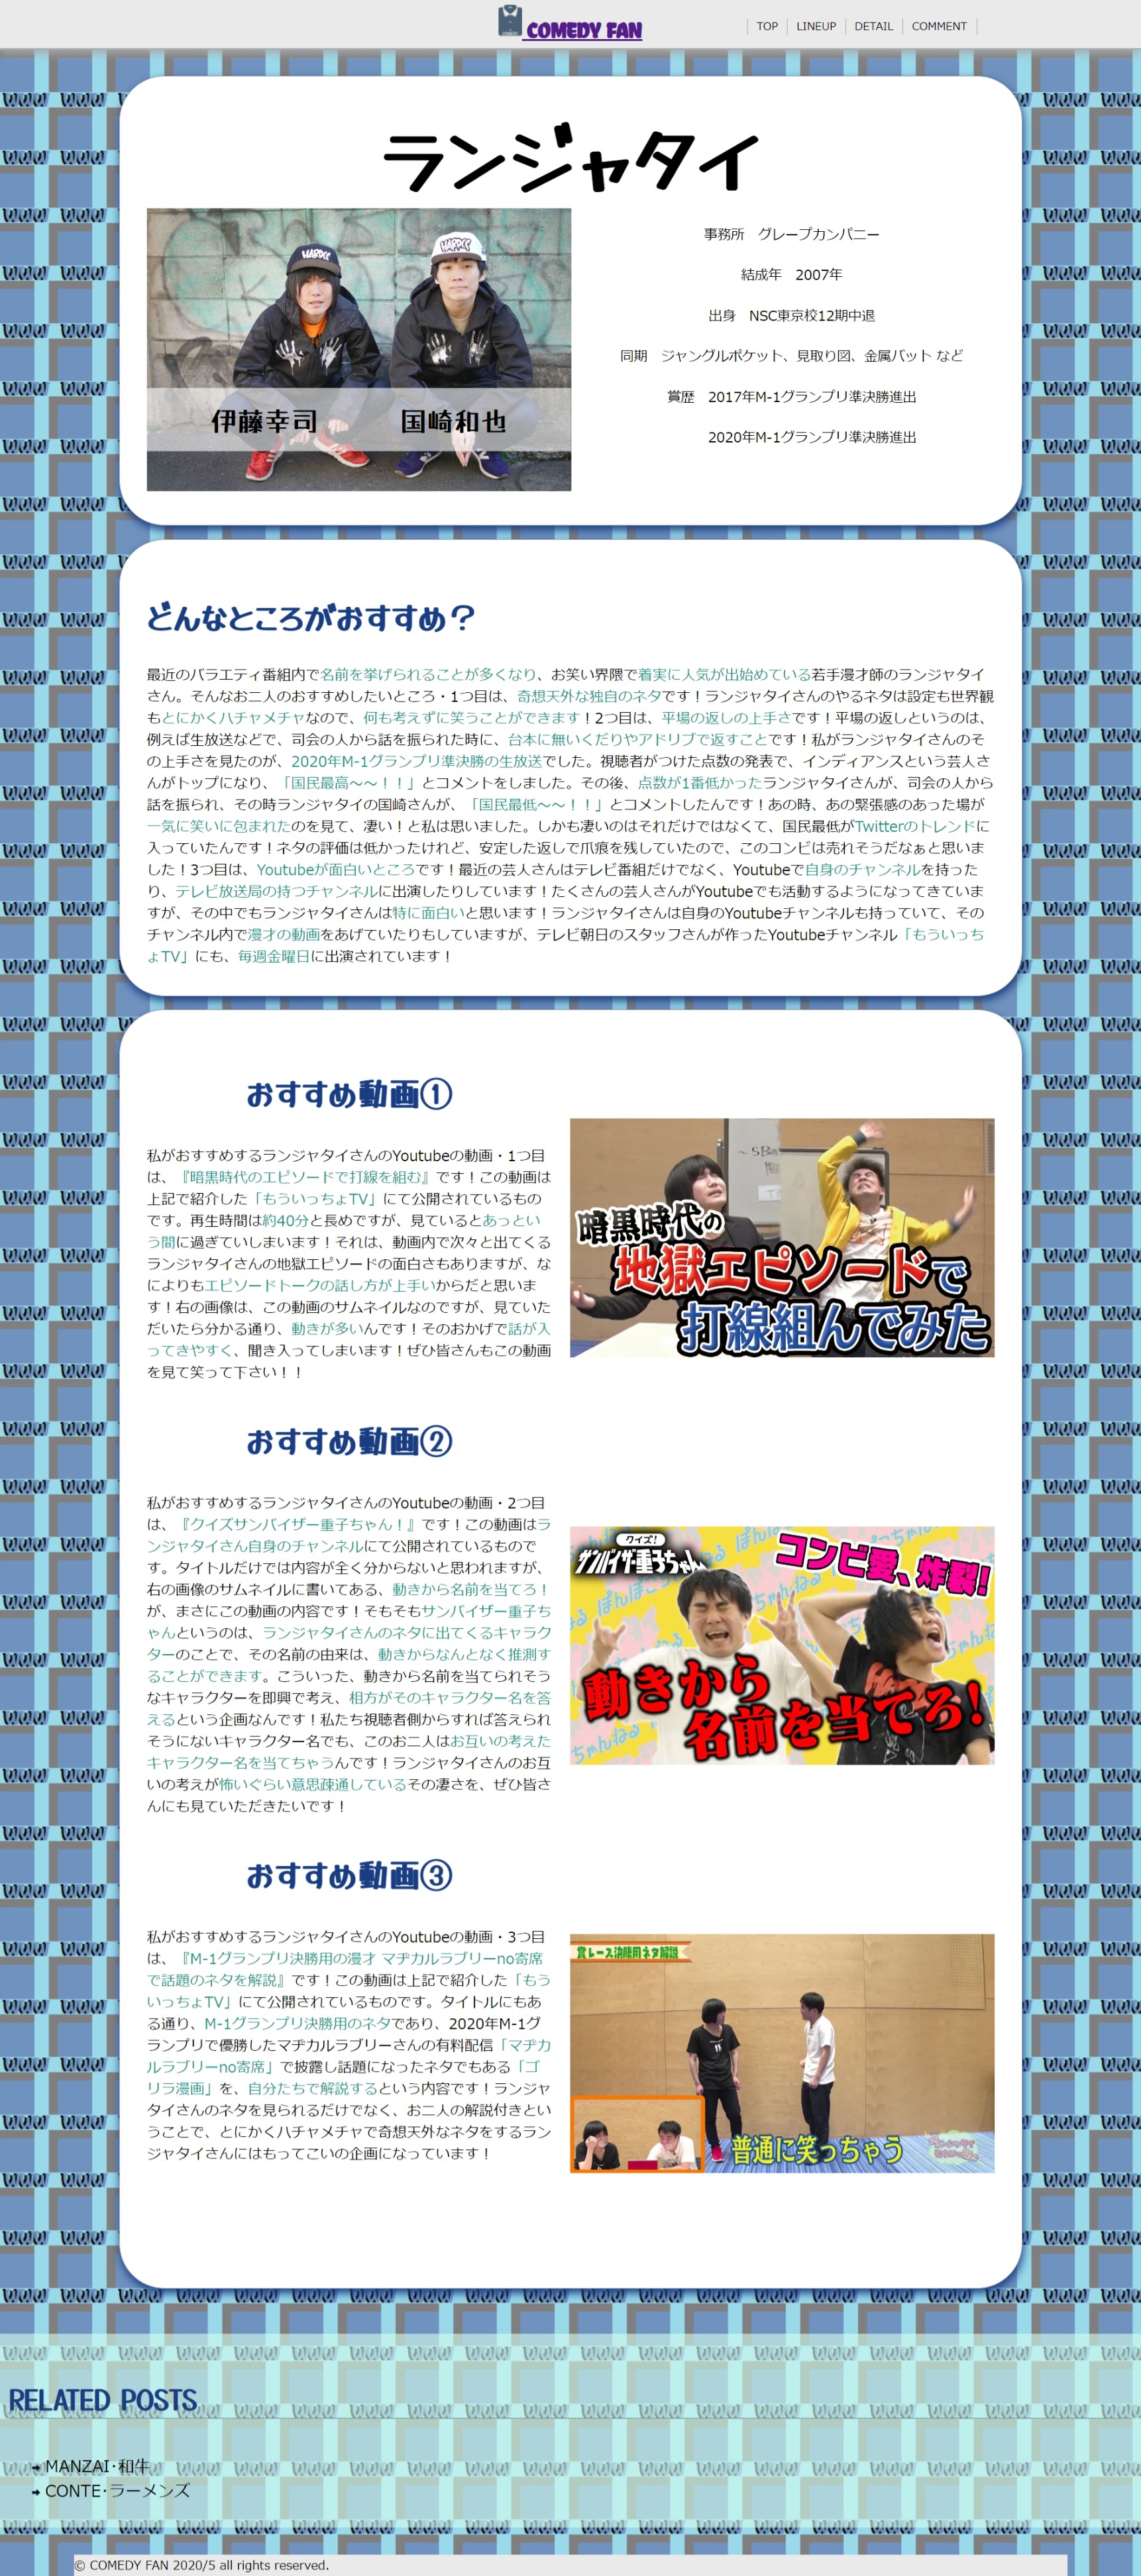 COMEDY FAN
TOP
LINEUP
DETAIL
COMMENT
ランジャタイ
伊藤幸司 国崎和也
事務所　グレープカンパニー
結成年　2007年
出身　NSC東京校12期中退
同期　ジャングルポケット、見取り図、金属バット など
賞歴　2017年M-1グランプリ準決勝進出
2020年M-1グランプリ準決勝進出
どんなところがおすすめ？
最近のバラエティ番組内で名前を挙げられることが多くなり、お笑い界隈で着実に人気が出始めている若手漫才師のランジャタイ
さん。そんなお二人のおすすめしたいところ・1つ目は、奇想天外な独自のネタです！ランジャタイさんのやるネタは設定も世界観
もとにかくハチャメチャなので、何も考えずに笑うことができます！2つ目は、平場の返しの上手さです！平場の返しというのは、
例えば生放送などで、司会の人から話を振られた時に、台本に無いくだりやアドリブで返すことです！私がランジャタイさんのそ
の上手さを見たのが、2020年M-1グランプリ準決勝の生放送でした。視聴者がつけた点数の発表で、インディアンスという芸人さ
んがトップになり、「国民最高～～！！」とコメントをしました。その後、点数が1番低かったランジャタイさんが、司会の人から
話を振られ、その時ランジャタイの国崎さんが、「国民最低～～！！」とコメントしたんです！あの時、あの緊張感のあった場が
一気に笑いに包まれたのを見て、凄い！と私は思いました。しかも凄いのはそれだけではなくて、国民最低がTwitterのトレンドに
入っていたんです！ネタの評価は低かったけれど、安定した返しで爪痕を残していたので、このコンビは売れそうだなぁと思いま
した！3つ目は、Youtubeが面白いところです！最近の芸人さんはテレビ番組だけでなく、Youtubeで自身のチャンネルを持った
り、テレビ放送局の持つチャンネルに出演したりしています！たくさんの芸人さんがYoutubeでも活動するようになってきていま
すが、その中でもランジャタイさんは特に面白いと思います！ランジャタイさんは自身のYoutubeチャンネルも持っていて、その
チャンネル内で漫才の動画をあげていたりもしていますが、テレビ朝日のスタッフさんが作ったYoutubeチャンネル「もういっち
ょTV」にも、毎週金曜日に出演されています！
おすすめ動画①
私がおすすめするランジャタイさんのYoutubeの動画・1つ目
は、『暗黒時代のエピソードで打線を組む』です！この動画は
上記で紹介した「もういっちょTV」にて公開されているもの
です。再生時間は約40分と長めですが、見ているとあっとい
う間に過ぎていしまいます！それは、動画内で次々と出てくる
ランジャタイさんの地獄エピソードの面白さもありますが、な
によりもエピソードトークの話し方が上手いからだと思いま
す！右の画像は、この動画のサムネイルなのですが、見ていた
だいたら分かる通り、動きが多いんです！そのおかげで話が入
ってきやすく、聞き入ってしまいます！ぜひ皆さんもこの動画
を見て笑って下さい！！
暗黒時代の
地獄エピソードで
打線組んでみた
おすすめ動画②
私がおすすめするランジャタイさんのYoutubeの動画・2つ目
は、『クイズサンバイザー重子ちゃん！』です！この動画はラ
ンジャタイさん自身のチャンネルにて公開されているもので
す。タイトルだけでは内容が全く分からないと思われますが、
右の画像のサムネイルに書いてある、動きから名前を当てろ！
が、まさにこの動画の内容です！そもそもサンバイザー重子ち
ゃんというのは、ランジャタイさんのネタに出てくるキャラク
ターのことで、その名前の由来は、動きからなんとなく推測す
ることができます。こういった、動きから名前を当てられそう
なキャラクターを即興で考え、相方がそのキャラクター名を答
えるという企画なんです！私たち視聴者側からすれば答えられ
そうにないキャラクター名でも、このお二人はお互いの考えた
キャラクター名を当てちゃうんです！ランジャタイさんのお互
いの考えが怖いぐらい意思疎通しているその凄さを、ぜひ皆さ
んにも見ていただきたいです！
クイズ!
サンバイザー重子ちゃん
コンビ愛、炸裂!
動きから
名前を当てろ!
おすすめ動画③
私がおすすめするランジャタイさんのYoutubeの動画・3つ目
は、『M-1グランプリ決勝用の漫才 マヂカルラブリーno寄席
で話題のネタを解説』です！この動画は上記で紹介した「もう
いっちょTV」にて公開されているものです。タイトルにもあ
る通り、M-1グランプリ決勝用のネタであり、2020年M-1グ
ランプリで優勝したマヂカルラブリーさんの有料配信「マヂカ
ルラブリーno寄席」で披露し話題になったネタでもある「ゴ
リラ漫画」を、自分たちで解説するという内容です！ランジャ
タイさんのネタを見られるだけでなく、お二人の解説付きとい
うことで、とにかくハチャメチャで奇想天外なネタをするラン
ジャタイさんにはもってこいの企画になっています！
賞レース決勝用ネタ解説
普通に笑っちゃう
RELATED POSTS
MANZAI･和牛
CONTE･ラーメンズ
© COMEDY FAN 2020/5 all rights reserved.